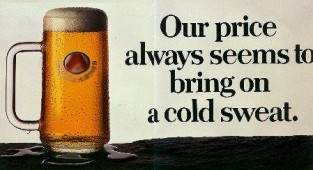 Our price
always seems to
bring on
a cold sweat.